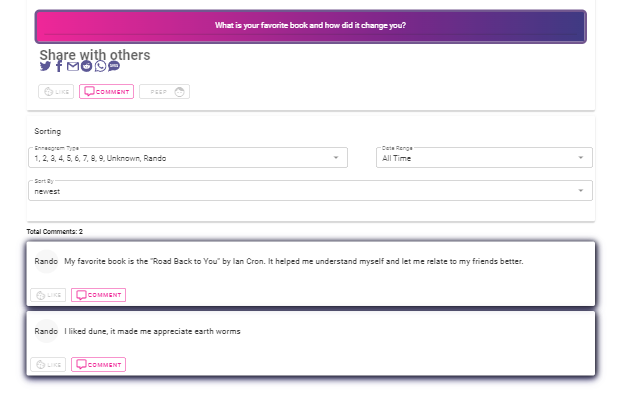 What is your favorite book and how did it change you?
Share with others
SMS
LIKE
COMMENT
PEEP
Sorting
Enneagram Type
1, 2, 3, 4, 5, 6, 7, 8, 9, Unknown, Rando
Date Range
All Time
Sort By
newest
Total Comments: 2
Rando My favorite book is the "Road Back to You" by Ian Cron. It helped me understand myself and let me relate to my friends better.
LIKE
COMMENT
Rando I liked dune, it made me appreciate earth worms
LIKE
COMMENT